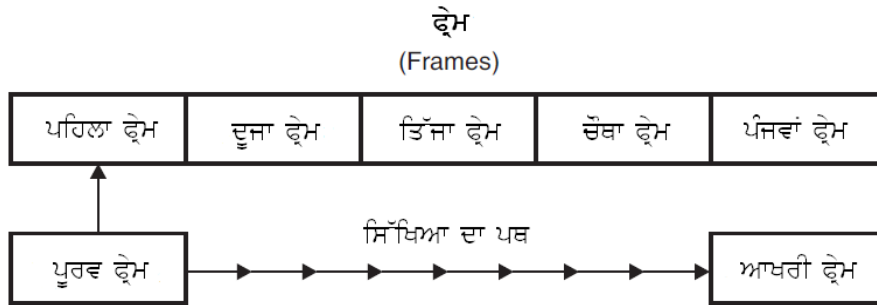 ਫ੍ਰੇਮ
(Frames)
ਪਹਿਲਾ ਫ੍ਰੇਮ ਦੂਜਾ ਫ੍ਰੇਮ ਤਿੱਜਾ ਫ੍ਰੇਮ ਚੌਥਾ ਫ੍ਰੇਮ ਪੰਜਵਾਂ ਫ੍ਰੇਮ
ਸਿੱਖਿਆ ਦਾ ਪਥ
ਪੂਰਵ ਫ੍ਰੇਮ ਆਖਰੀ ਫ੍ਰੇਮ